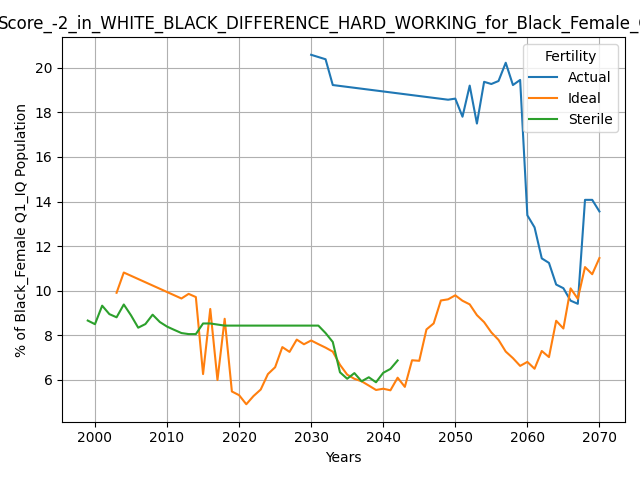 Score_-2_in_WHITE_BLACK_DIFFERENCE_HARD_WORKING_for_Black_Female_
% of Black_Female Q1_IQ Population
20
18
16
14
12
10
8
6
Fertility
Actual
Ideal
Sterile
2000 2010 2020 2030 2040 2050 2060 2070
Years